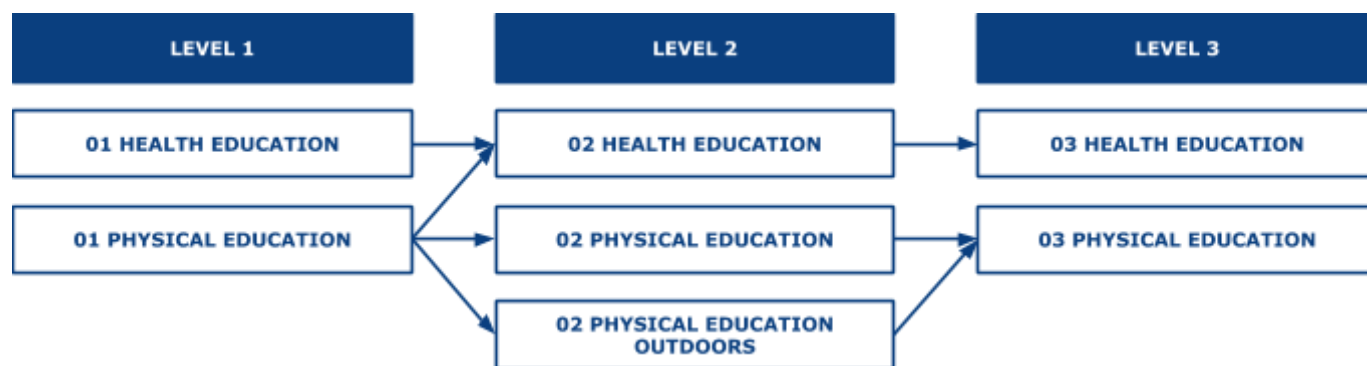 LEVEL 1
LEVEL 2
LEVEL 3
01 HEALTH EDUCATION
02 HEALTH EDUCATION
03 HEALTH EDUCATION
01 PHYSICAL EDUCATION
02 PHYSICAL EDUCATION
03 PHYSICAL EDUCATION
02 PHYSICAL EDUCATION
OUTDOORS